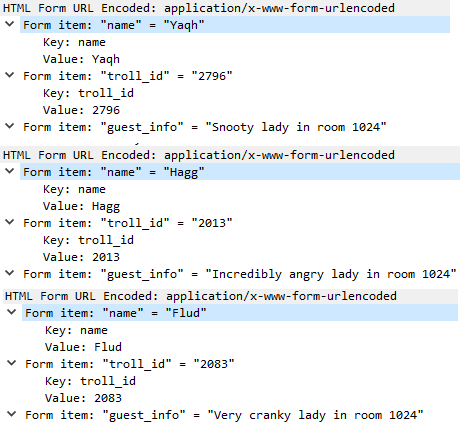 HTML Form URL Encoded: application/x-www-form-urlencoded
Form item: "name" = "Yaqh"
Key: name
Value: Yaqh
Form item: "troll_id" = "2796"
Key: troll_id
Value: 2796
Form item: "guest_info" = "Snooty lady in room 1024"
HTML Form URL Encoded: application/x-www-form-urlencoded
Form item: "name" = "Hagg"
Key: name
Value: Hagg
Form item: "troll_id" = "2013"
Key: troll_id
Value: 2013
Form item: "guest_info" = "Incredibly angry lady in room 1024"
HTML Form URL Encoded: application/x-www-form-urlencoded
Form item: "name" = "Flud"
Key: name
Value: Flud
Form item: "troll_id" = "2083"
Key: troll_id
Value: 2083
Form item: "guest_info" = "Very cranky lady in room 1024"